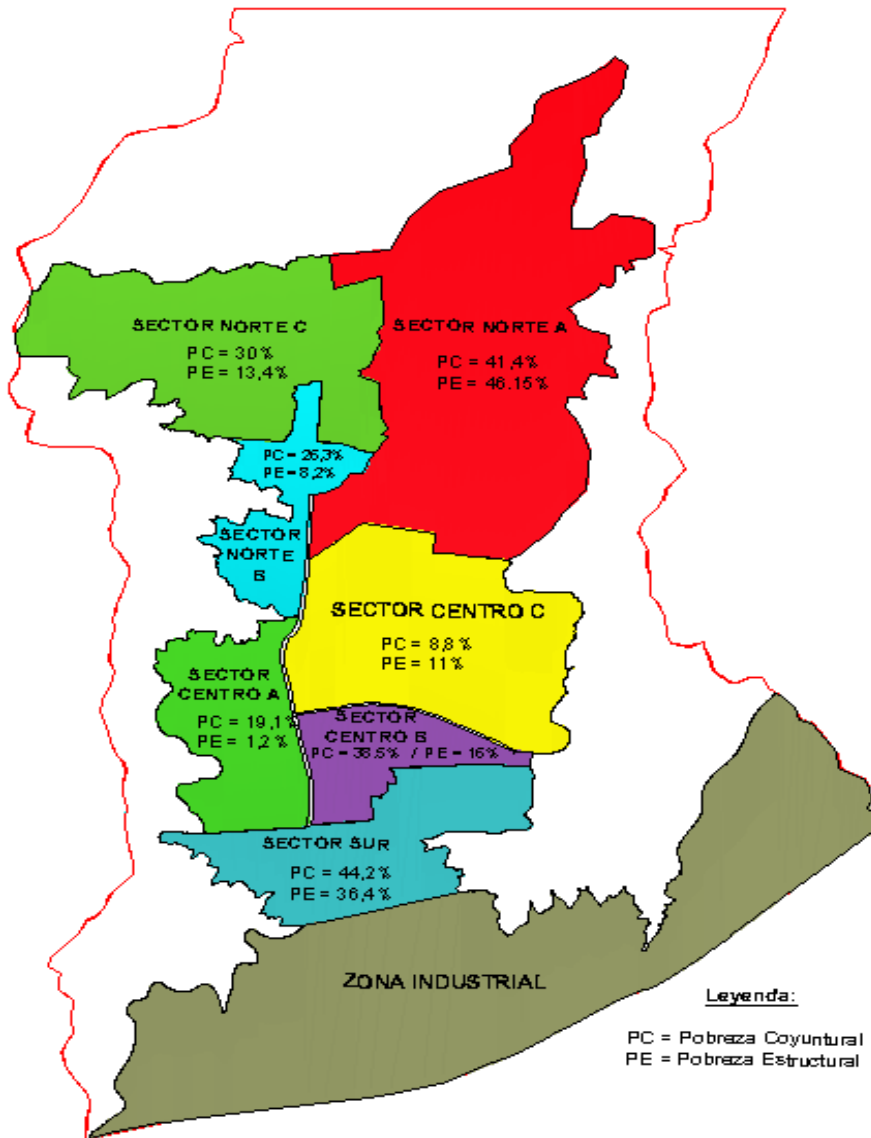 SECTOR NORTE C
PC = 30%
PE = 13,4%
SECTOR NORTE A
PC = 41,4%
PE = 46.15%
PC = 26,3%
PE = 8,2%
SECTOR
NORTE
B
SECTOR CENTRO C
PC = 8,8%
PE = 11%
SECTOR
CENTRO A
PC = 19,1%
PE = 1,2%
SECTOR
CENTRO B
PC = 38.5% / PE = 16%
SECTOR SUR
PC = 44,2%
PE = 36,4%
ZONA INDUSTRIAL
Leyenda:
PC = Pobreza Coyuntural
PE = Pobreza Estructural